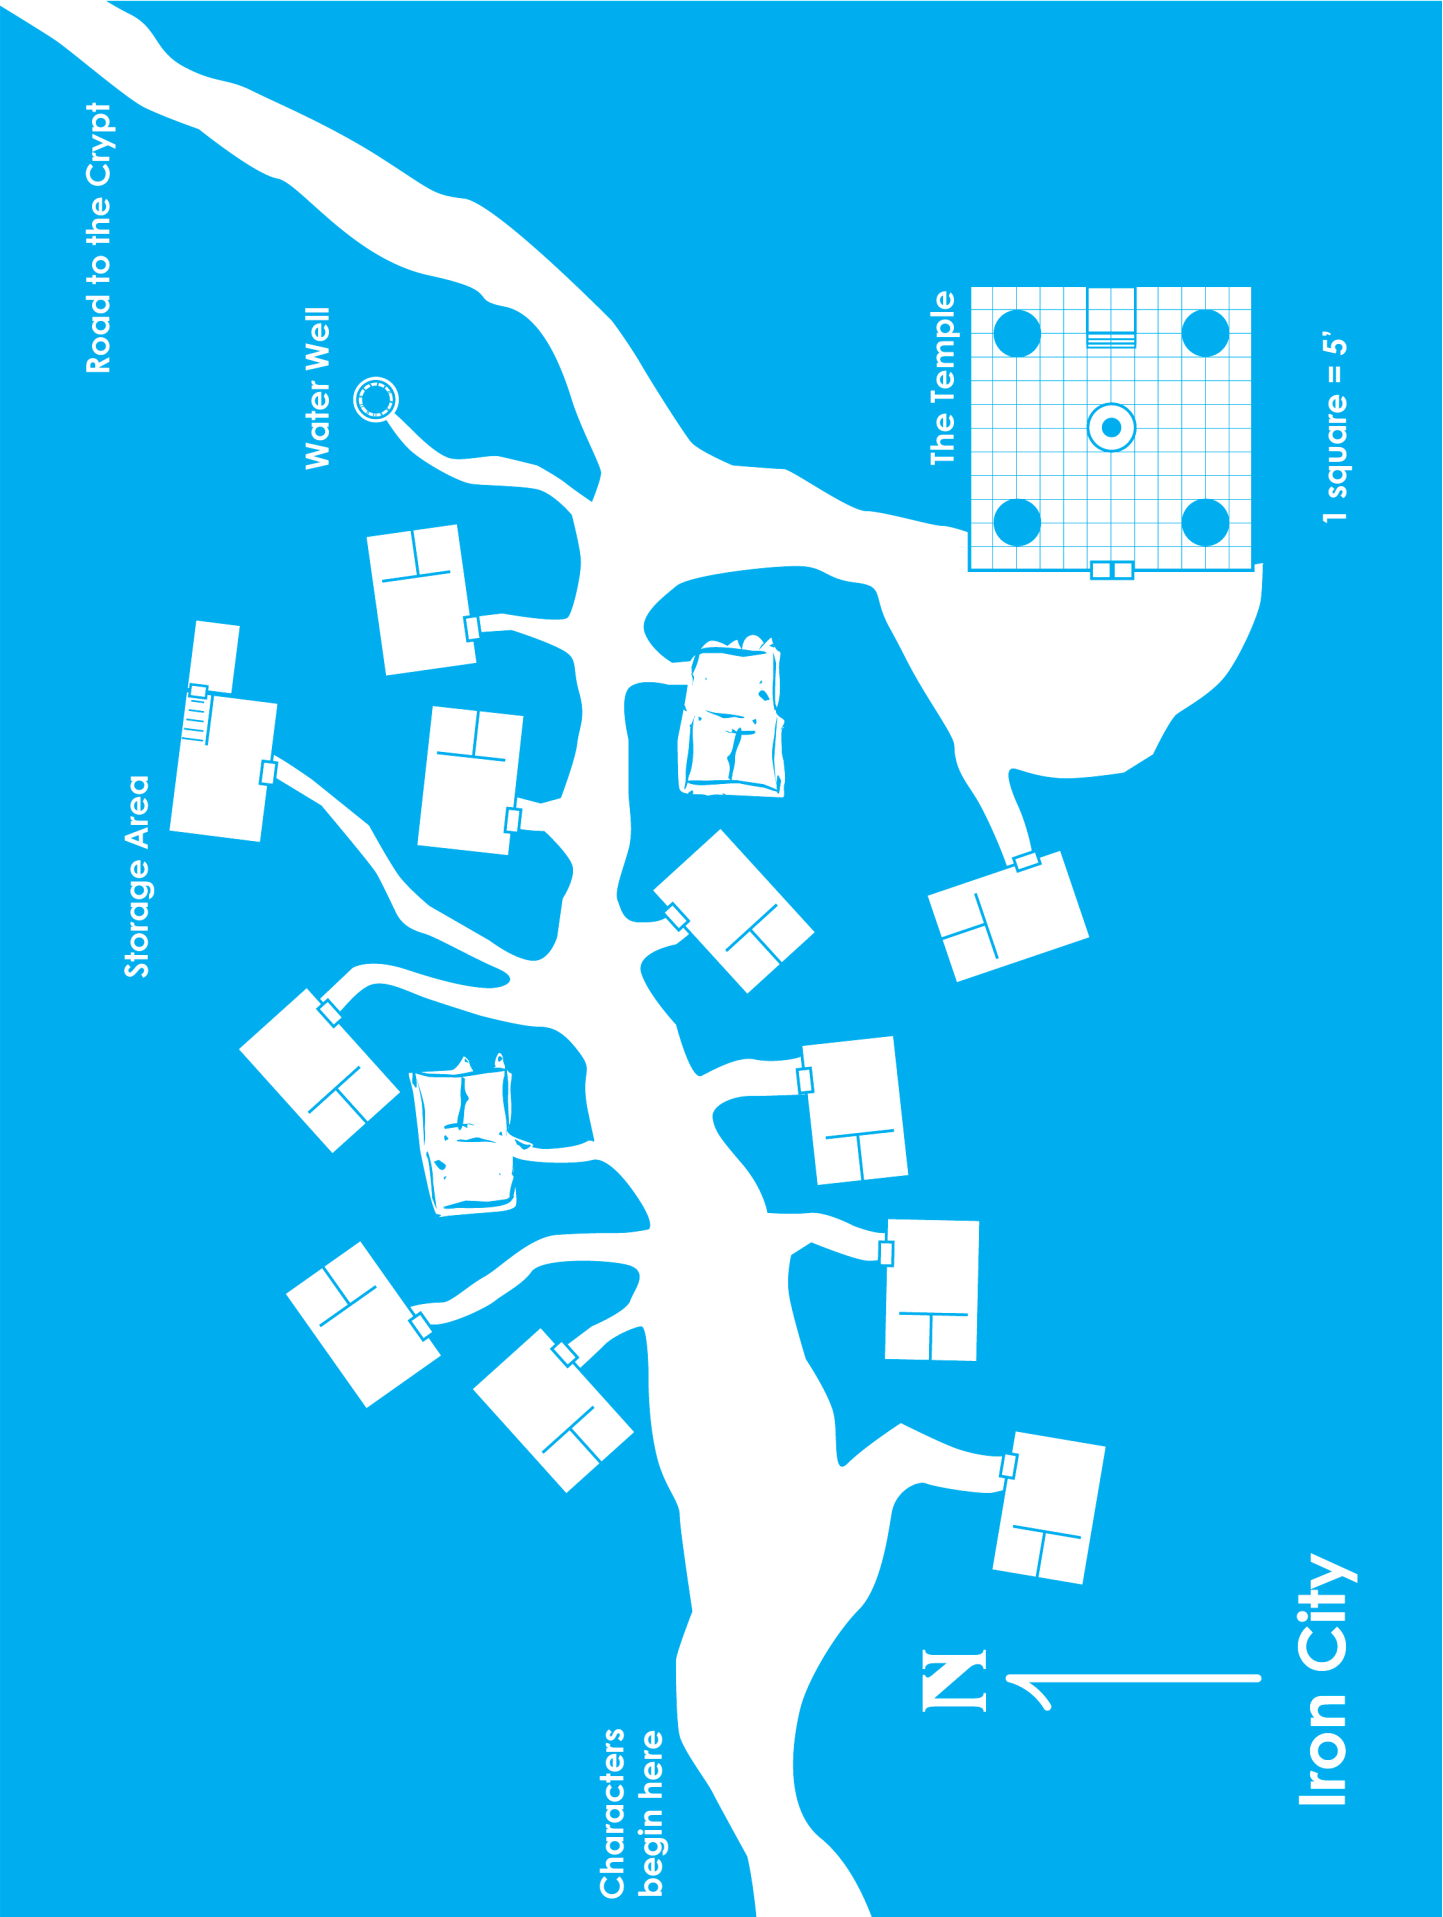 Road to the Crypt
Water Well
Storage Area
The Temple
1 square = 5’
Characters
begin here
N
Iron City